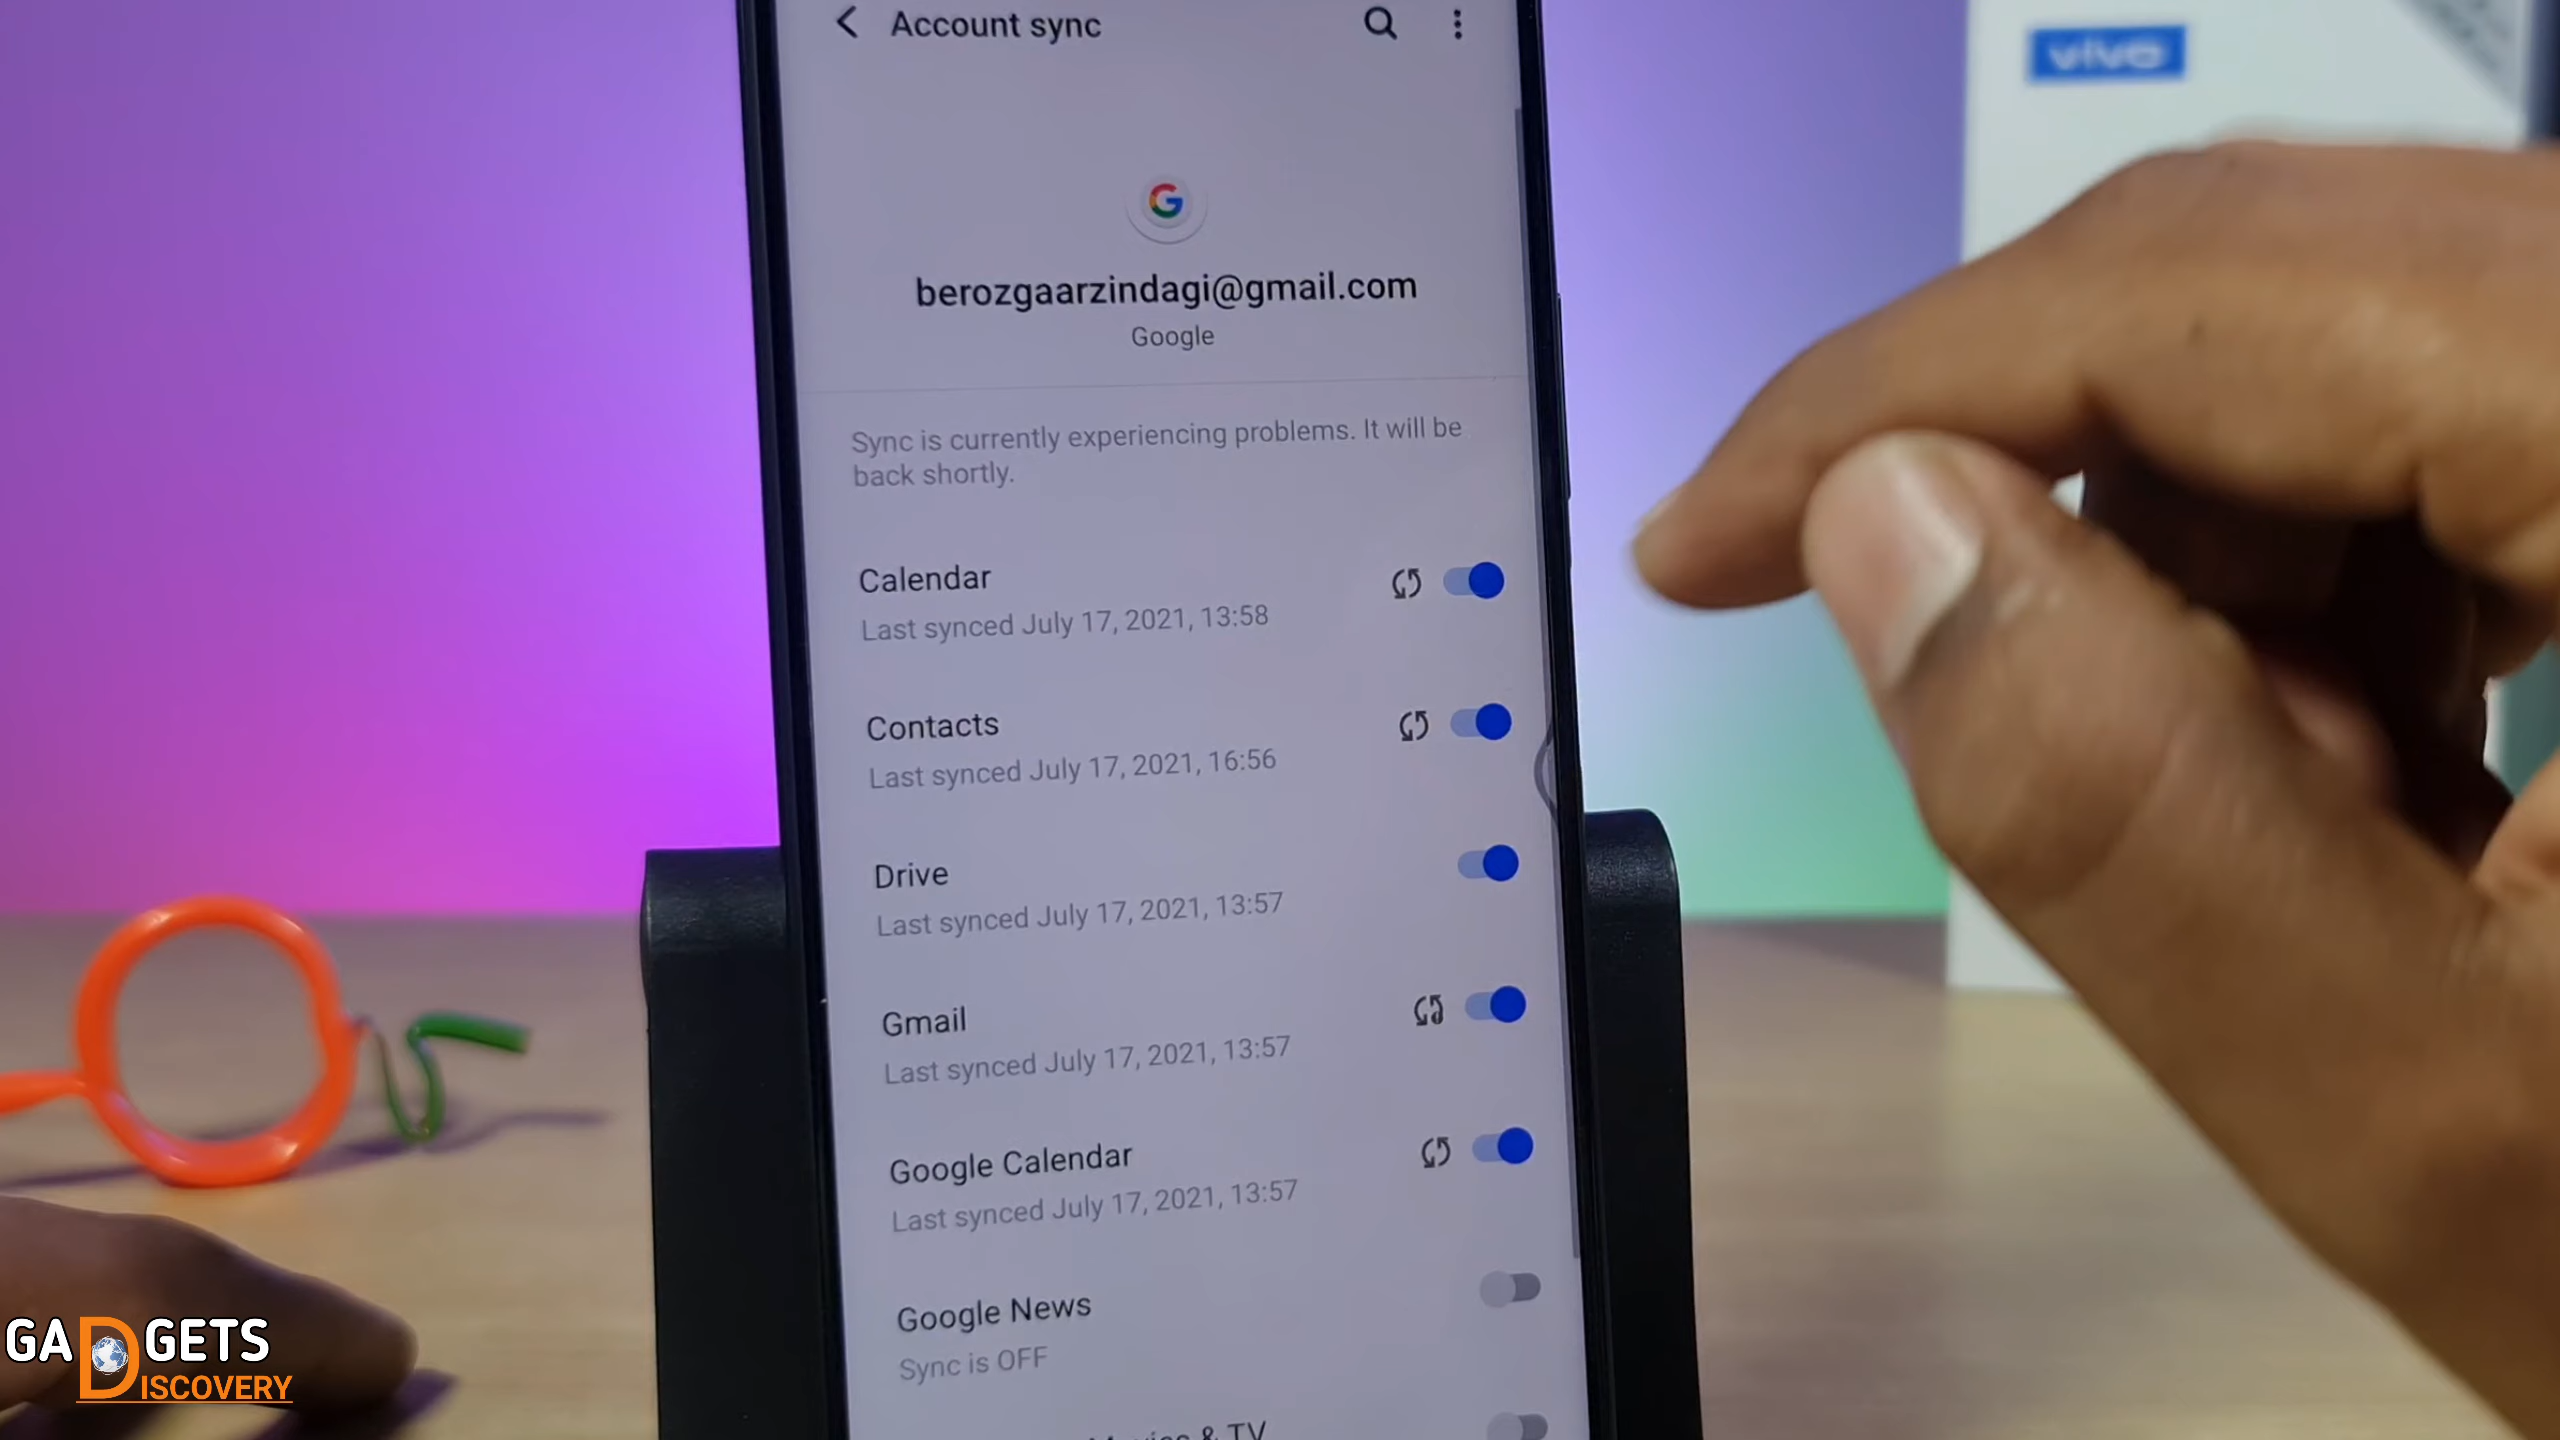 Account sync
vivo
G
berozgaarzindagi@gmail.com
Google
Sync is currently experiencing problems. It will be
back shortly.
Calendar
Last synced July 17, 2021, 13:58
Contacts
Last synced July 17, 2021, 16:56
Drive
Last synced July 17, 2021, 13:57
Gmail
Last synced July 17, 2021, 13:57
Google Calendar
Last synced July 17, 2021, 13:57
Google News
Sync is OFF
& TV
GADGETS
DISCOVERY